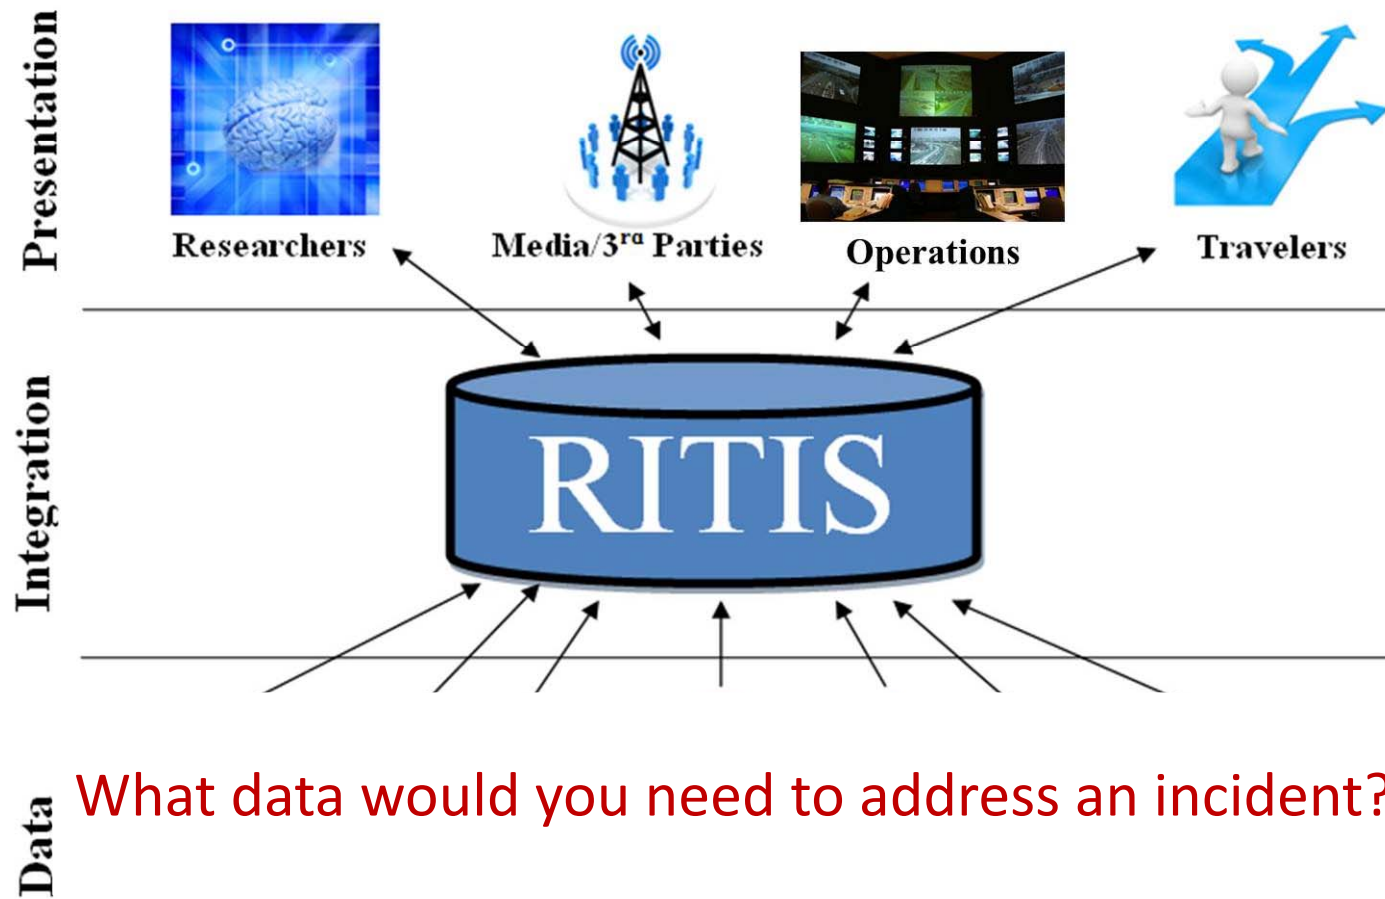 Presentation
Researchers
Media/3rd Parties
Operations
Travelers
Integration
RITIS
Data
What data would you need to address an incident?